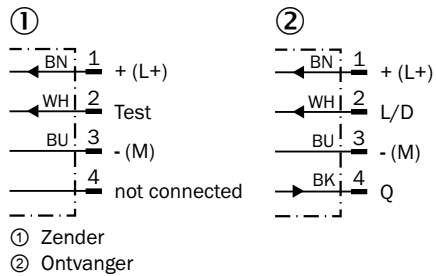 ① ②
BN 1 + (L+)
WH 2 Test
BU 3 - (M)
4 not connected
BN 1 + (L+)
WH 2 L/D
BU 3 - (M)
BK 4 Q
① Zender
② Ontvanger